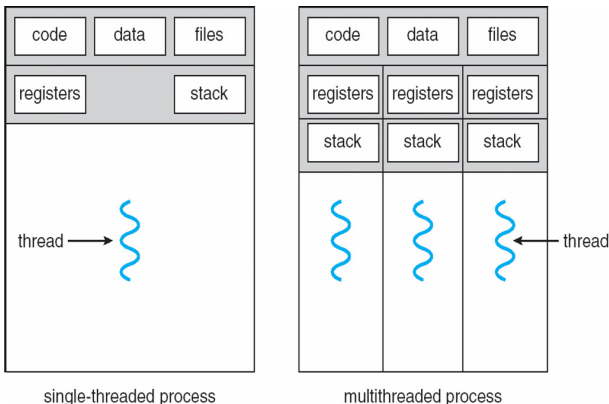 code data files code data files
registers stack registers registers registers
stack stack stack
thread thread
single-threaded process multithreaded process